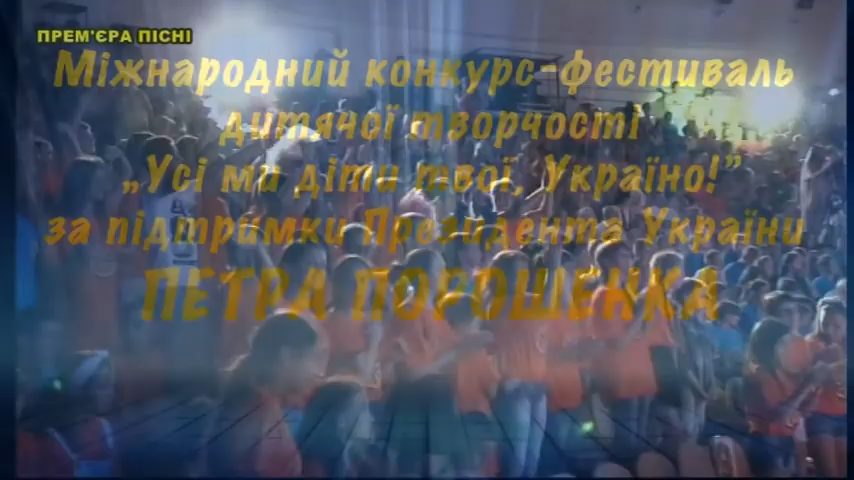 ПРЕМ'ЄРА ПІСНІ
Міжнародний конкурс-фестиваль
дитячої творчості
„Усі ми діти твої, Україно!”
за підтримки Президента України
ПЕТРА ПОРОШЕНКА